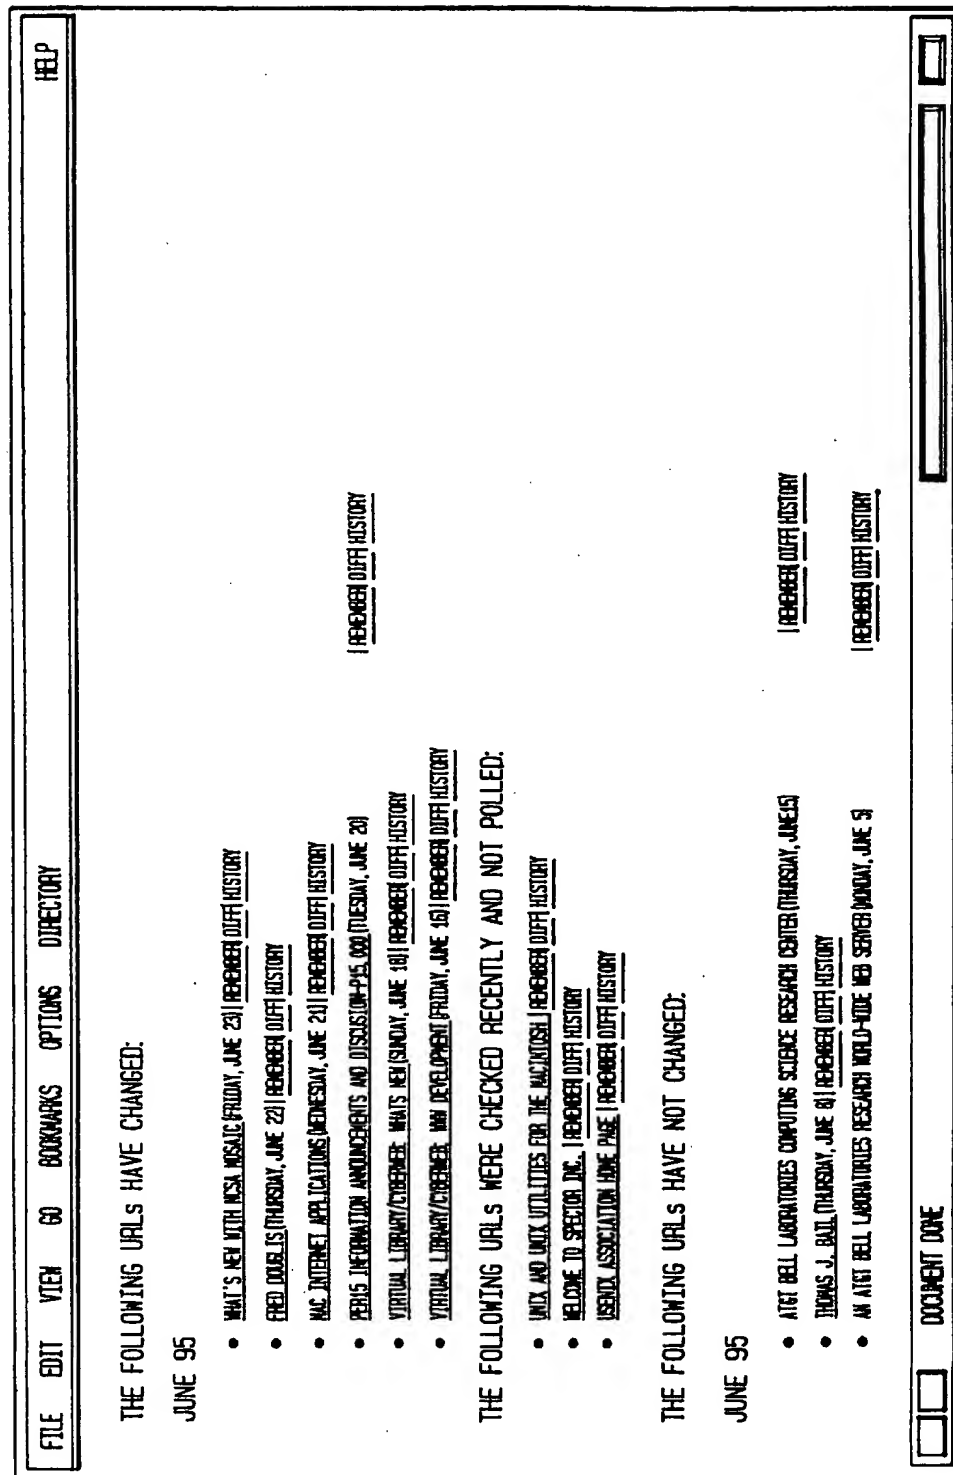 FILE EDIT VIEW GO BOOKMARKS OPTIONS DIRECTORY HELP
THE FOLLOWING URLs HAVE CHANGED:
JUNE 95
• WHAT'S NEW WITH NCSA MOSAIC(FRIDAY, JUNE 23)|REMEMBER|DIFF|HISTORY
• FRED DOUGLIS(THURSDAY, JUNE 22)|REMEMBER|DIFF|HISTORY
• MAC INTERNET APPLICATIONS(WEDNESDAY, JUNE 21)|REMEMBER|DIFF|HISTORY
• INFORMATION ANNOUNCEMENTS AND DISCUSION-P15,000(TUESDAY, JUNE 20) |REMEMBER|DIFF|HISTORY
• VIRTUAL LIBRARY/CYBERWEB: WHATS NEW(SUNDAY, JUNE 18)|REMEMBER|DIFF|HISTORY
• VIRTUAL LIBRARY/CYBERWEB: WWW DEVELOPMENT(FRIDAY, JUNE 16)|REMEMBER|DIFF|HISTORY
THE FOLLOWING URLs WERE CHECKED RECENTLY AND NOT POLLED:
• UNIX AND UNIX UTILITIES FOR THE MACINTOSH.|REMEMBER|DIFF|HISTORY
• WELCOME TO SPECTOR INC.|REMEMBER|DIFF|HISTORY
• USENIX ASSOCIATION HOME PAGE|REMEMBER|DIFF|HISTORY
THE FOLLOWING URLs HAVE NOT CHANGED:
JUNE 95
• AT&T BELL LABORATORIES COMPUTING SCIENCE RESEARCH CENTER(THURSDAY, JUNE15) |REMEMBER|DIFF|HISTORY
• THOMAS J. BALL(THURSDAY, JUNE 8)|REMEMBER|DIFF|HISTORY
• AN AT&T BELL LABORATORIES RESEARCH WORLD-WIDE WEB SERVER(MONDAY, JUNE 5) |REMEMBER|DIFF|HISTORY
DOCUMENT DONE